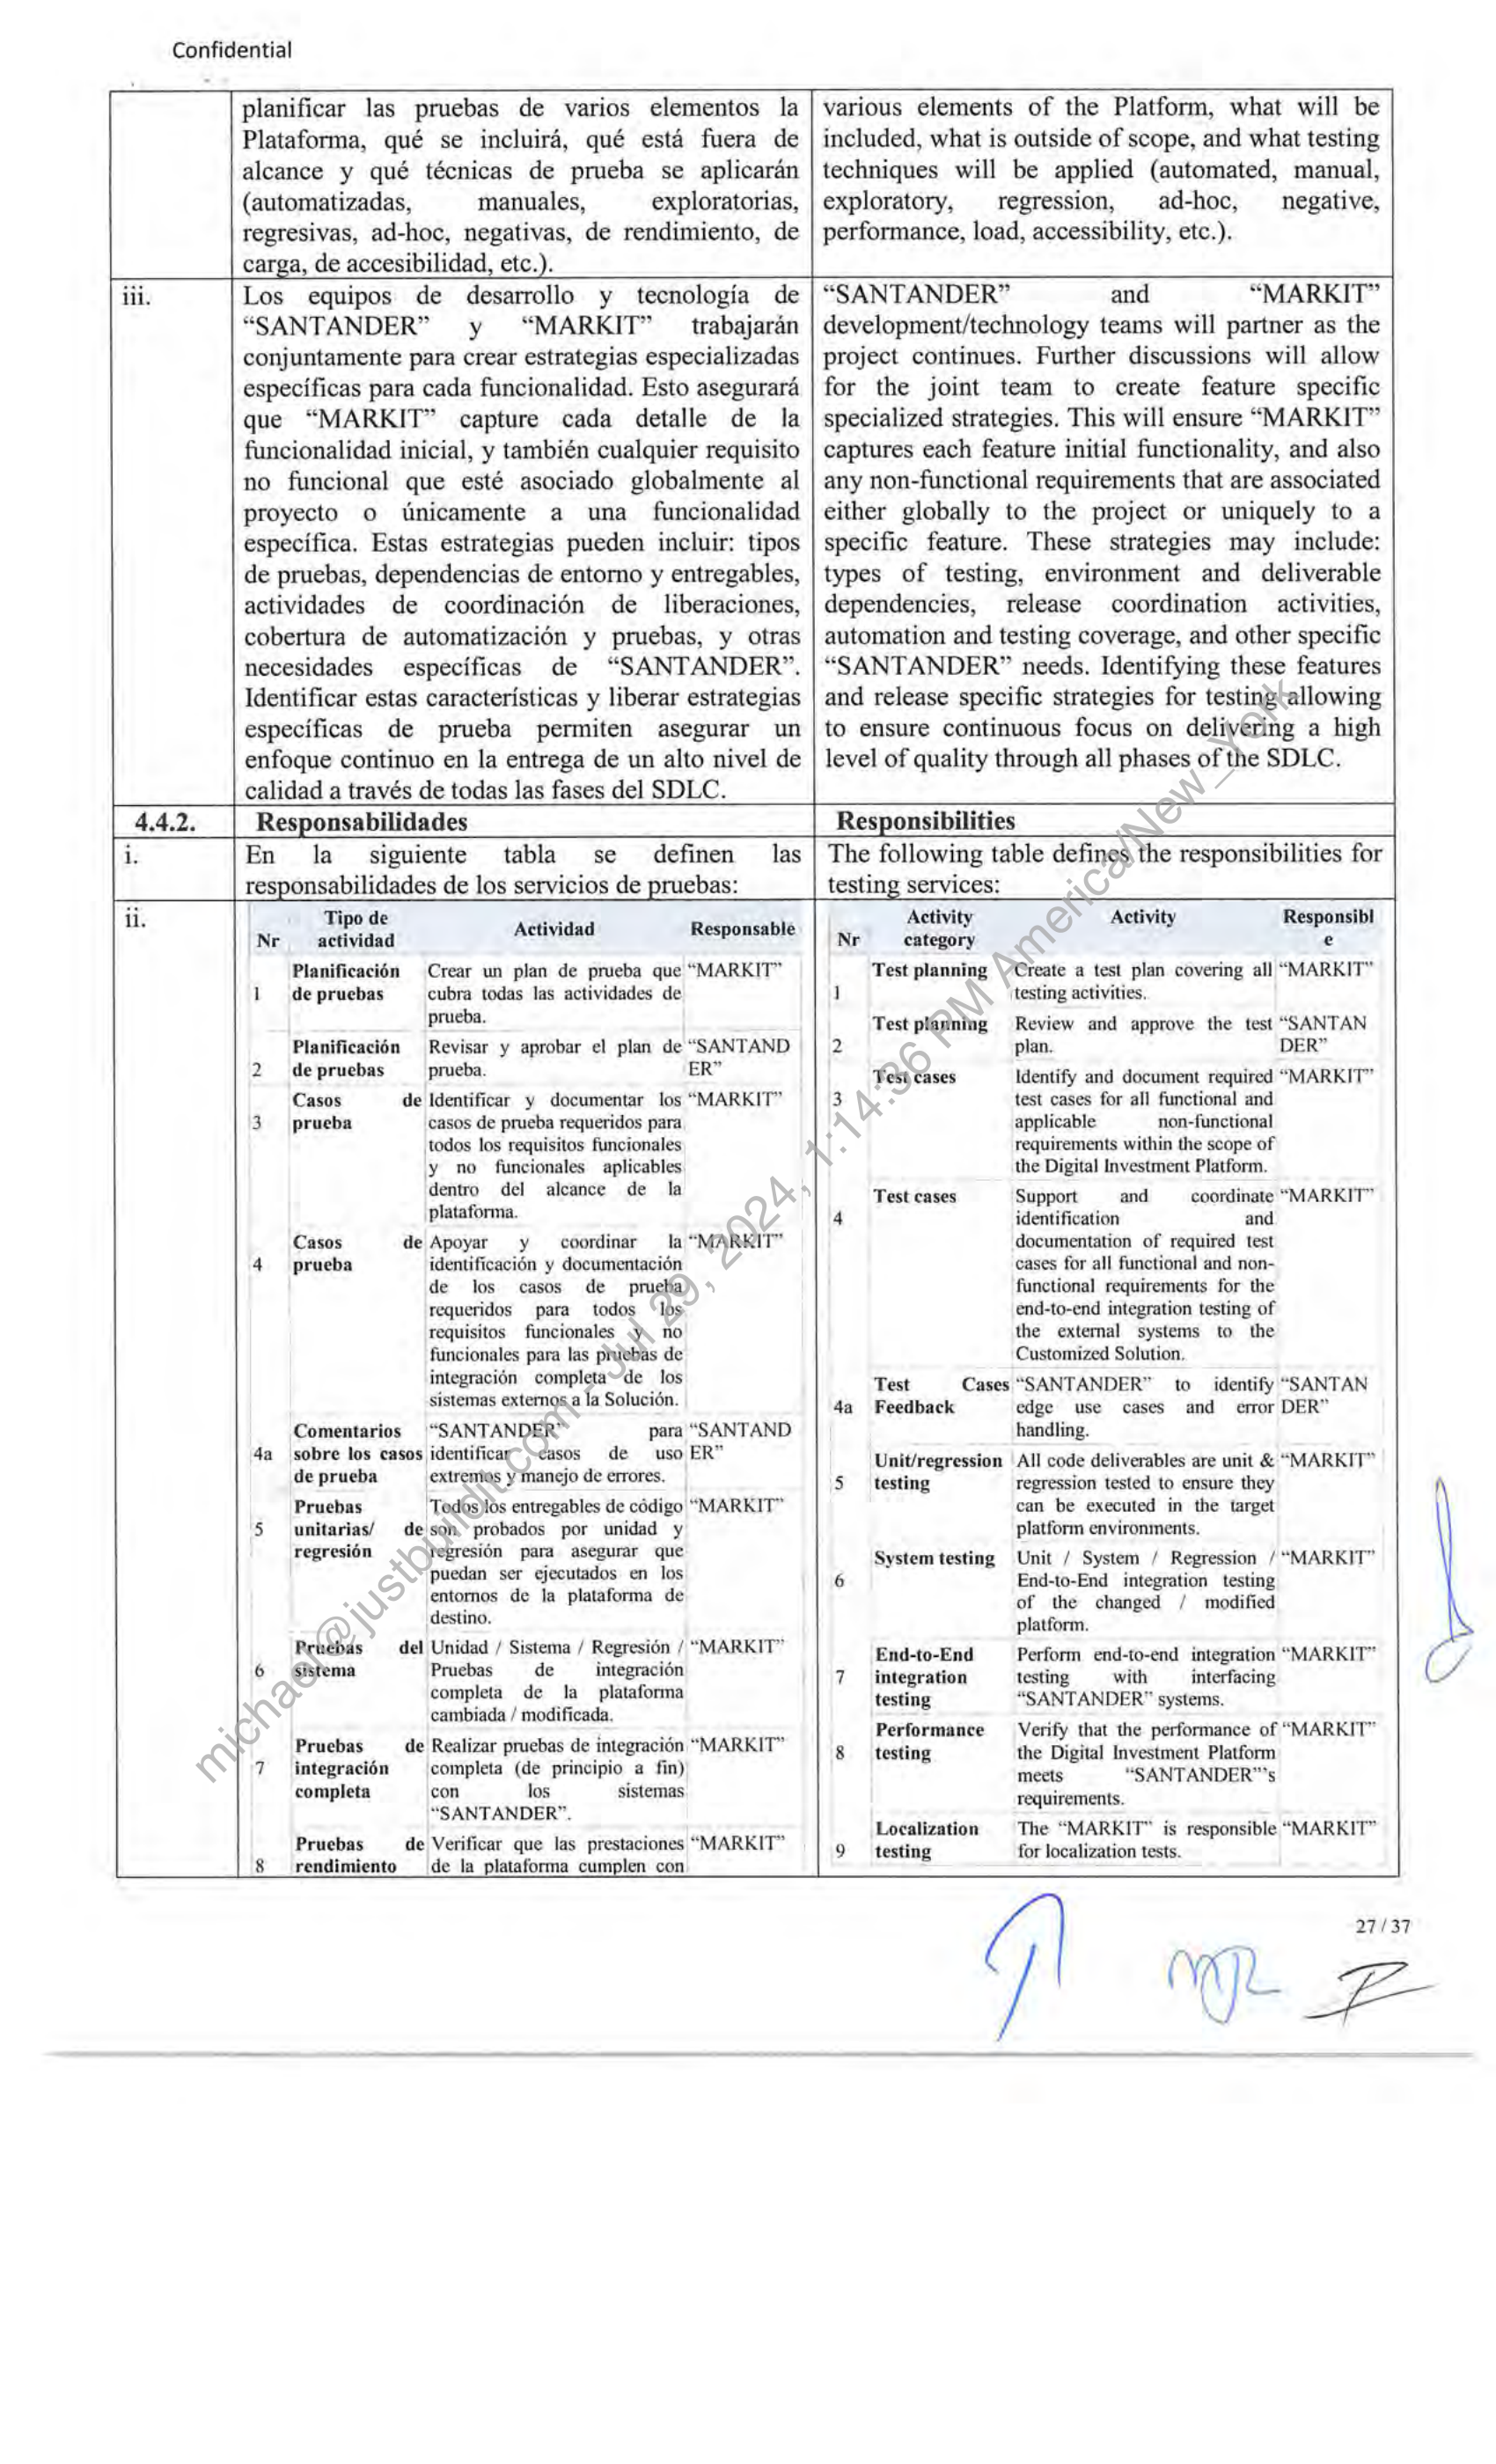 Confidential
planificar las pruebas de varios elementos la
Plataforma, qué se incluirá, qué está fuera de
alcance y qué técnicas de prueba se aplicarán
(automatizadas, manuales, exploratorias,
regresivas, ad-hoc, negativas, de rendimiento, de
carga, de accesibilidad, etc.).
various elements of the Platform, what will be
included, what is outside of scope, and what testing
techniques will be applied (automated, manual,
exploratory, regression, ad-hoc, negative,
performance, load, accessibility, etc.).
iii.
Los equipos de desarrollo y tecnología de
“SANTANDER” y “MARKIT” trabajarán
conjuntamente para crear estrategias especializadas
específicas para cada funcionalidad. Esto asegurará
que “MARKIT” capture cada detalle de la
funcionalidad inicial, y también cualquier requisito
no funcional que esté asociado globalmente al
proyecto o únicamente a una funcionalidad
específica. Estas estrategias pueden incluir: tipos
de pruebas, dependencias de entorno y entregables,
actividades de coordinación de liberaciones,
cobertura de automatización y pruebas, y otras
necesidades específicas de “SANTANDER”.
Identificar estas características y liberar estrategias
específicas de prueba permiten asegurar un
enfoque continuo en la entrega de un alto nivel de
calidad a través de todas las fases del SDLC.
“SANTANDER” and “MARKIT”
development/technology teams will partner as the
project continues. Further discussions will allow
for the joint team to create feature specific
specialized strategies. This will ensure “MARKIT”
captures each feature initial functionality, and also
any non-functional requirements that are associated
either globally to the project or uniquely to a
specific feature. These strategies may include:
types of testing, environment and deliverable
dependencies, release coordination activities,
automation and testing coverage, and other specific
“SANTANDER” needs. Identifying these features
and release specific strategies for testing allowing
to ensure continuous focus on delivering a high
level of quality through all phases of the SDLC.
4.4.2. Responsabilidades
Responsibilities
i.
En la siguiente tabla se definen las
responsabilidades de los servicios de pruebas:
The following table defines the responsibilities for
testing services:
ii.
Nr Tipo de actividad Actividad Responsable
1 Planificación Crear un plan de prueba que “MARKIT”
de pruebas cubra todas las actividades de
prueba.
2 Planificación Revisar y aprobar el plan de “SANTAND
de pruebas prueba. ER”
3 Casos de Identificar y documentar los “MARKIT”
prueba casos de prueba requeridos para
todos los requisitos funcionales
y no funcionales aplicables
dentro del alcance de la
plataforma.
4 Casos de Apoyar y coordinar la “MARKIT”
prueba identificación y documentación
de los casos de prueba
requeridos para todos los
requisitos funcionales y no
funcionales para las pruebas de
integración completa de los
sistemas externos a la Solución.
4a Comentarios “SANTANDER” para “SANTAND
sobre los casos identificar casos de uso ER”
de prueba extremos y manejo de errores.
5 Pruebas Todos los entregables de código “MARKIT”
unitarias/ de son probados por unidad y
regresión regresión para asegurar que
puedan ser ejecutados en los
entornos de la plataforma de
destino.
6 Pruebas del Unidad / Sistema / Regresión / “MARKIT”
sistema Pruebas de integración
completa de la plataforma
cambiada / modificada.
7 Pruebas de Realizar pruebas de integración “MARKIT”
integración completa (de principio a fin)
completa con los sistemas
“SANTANDER”.
8 Pruebas de Verificar que las prestaciones “MARKIT”
rendimiento de la plataforma cumplen con
Nr Activity category Activity Responsibl
e
1 Test planning Create a test plan covering all “MARKIT”
testing activities.
2 Test planning Review and approve the test “SANTAN
plan. DER”
3 Test cases Identify and document required “MARKIT”
test cases for all functional and
applicable non-functional
requirements within the scope of
the Digital Investment Platform.
4 Test cases Support and coordinate “MARKIT”
identification and
documentation of required test
cases for all functional and non-
functional requirements for the
end-to-end integration testing of
the external systems to the
Customized Solution.
4a Test Cases “SANTANDER” to identify “SANTAN
Feedback edge use cases and error DER”
handling.
5 Unit/regression All code deliverables are unit & “MARKIT”
testing regression tested to ensure they
can be executed in the target
platform environments.
6 System testing Unit / System / Regression / “MARKIT”
End-to-End integration testing
of the changed / modified
platform.
7 End-to-End Perform end-to-end integration “MARKIT”
integration testing with interfacing
testing “SANTANDER” systems.
8 Performance Verify that the performance of “MARKIT”
testing the Digital Investment Platform
meets “SANTANDER”'s
requirements.
9 Localization The “MARKIT” is responsible “MARKIT”
testing for localization tests.
michael@justbuildit.com - Jul 29, 2024, 1:14:36 PM America/New_York
27 / 37